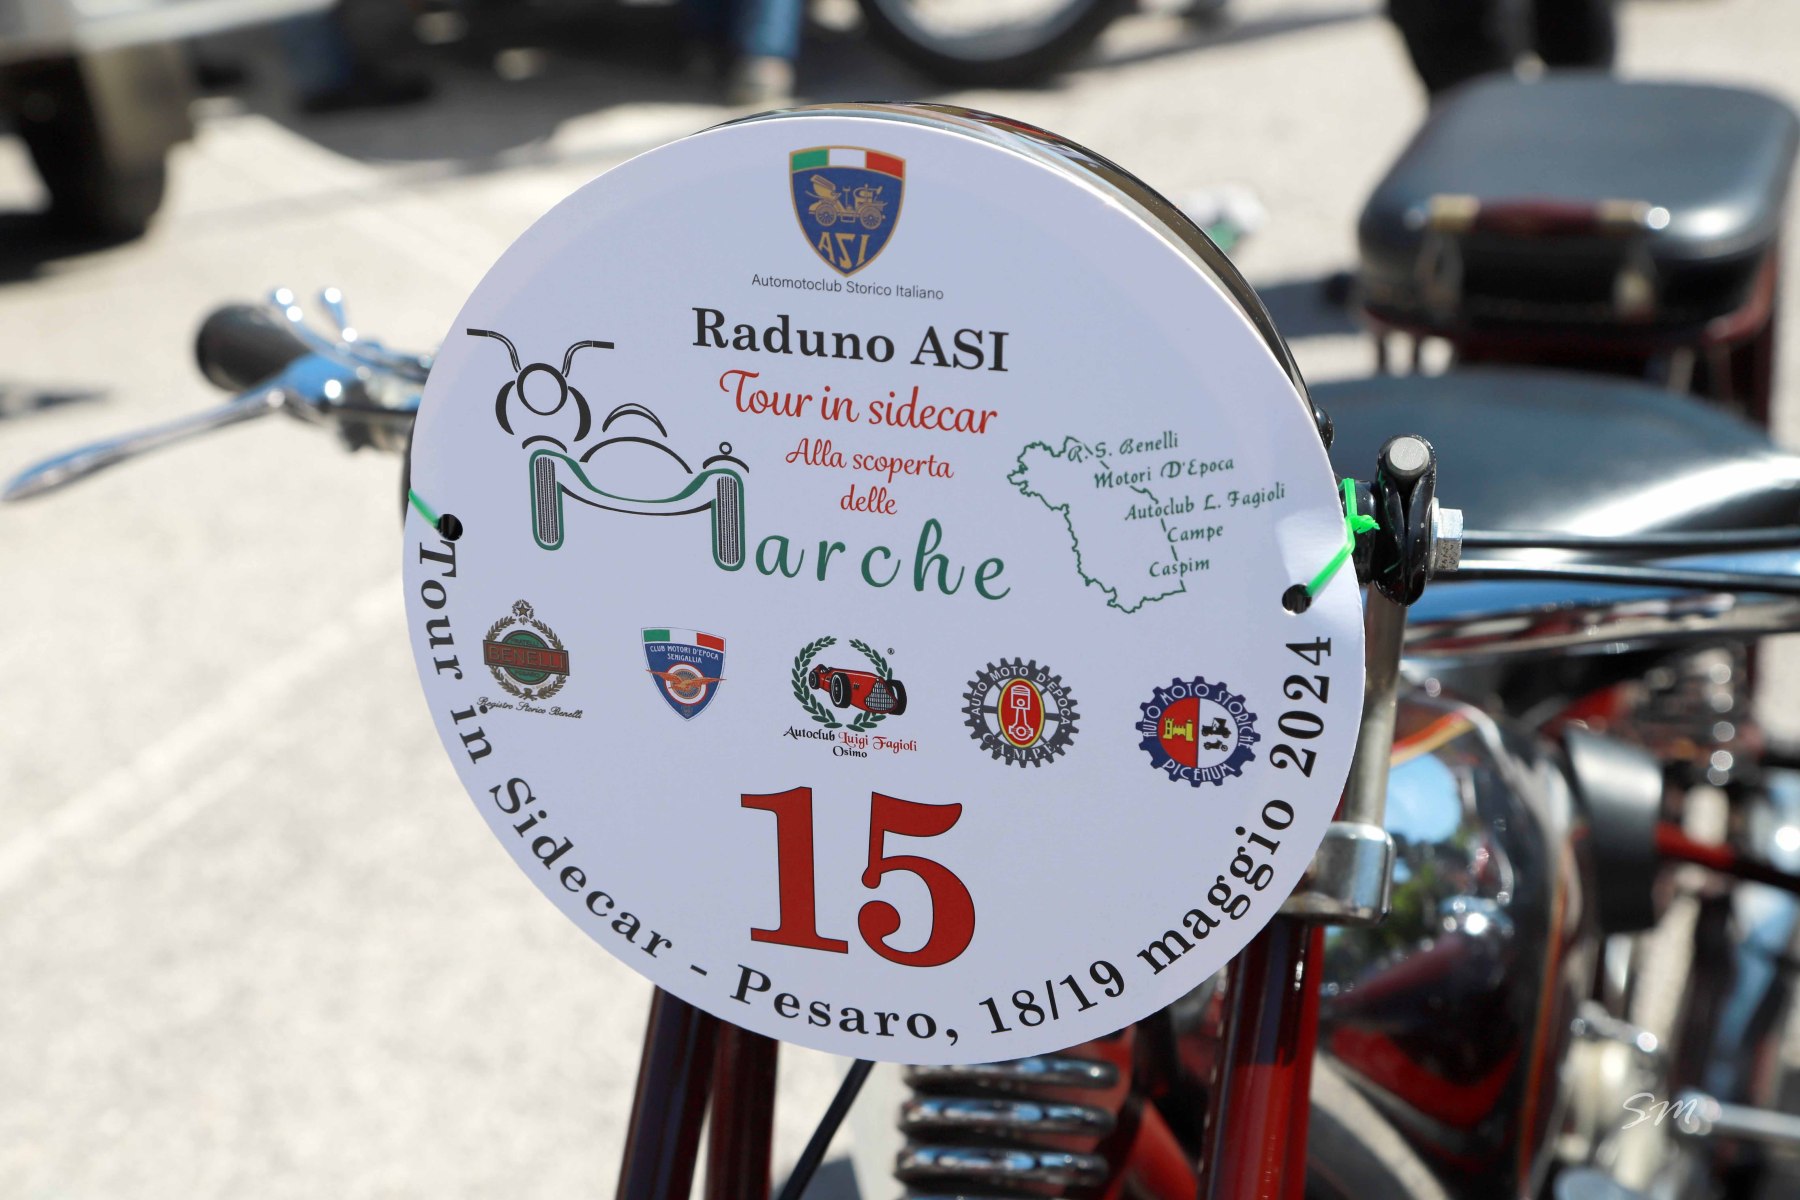 ASI
Automotoclub Storico Italiano
Raduno ASI
Tour in sidecar
Alla scoperta
delle
Marche
R.S. Benelli
Motori D'Epoca
Autoclub L. Fagioli
Campe
Caspim
BENELLI
Registro Storico Benelli
CLUB MOTORI D'EPOCA
SENIGALLIA
®
Autoclub Luigi Fagioli
Osimo
AUTO MOTO D'EPOCA
C.A.M.P.E.
AUTO MOTO STORICHE
PICENUM
15
Tour in Sidecar - Pesaro, 18/19 maggio 2024
SM